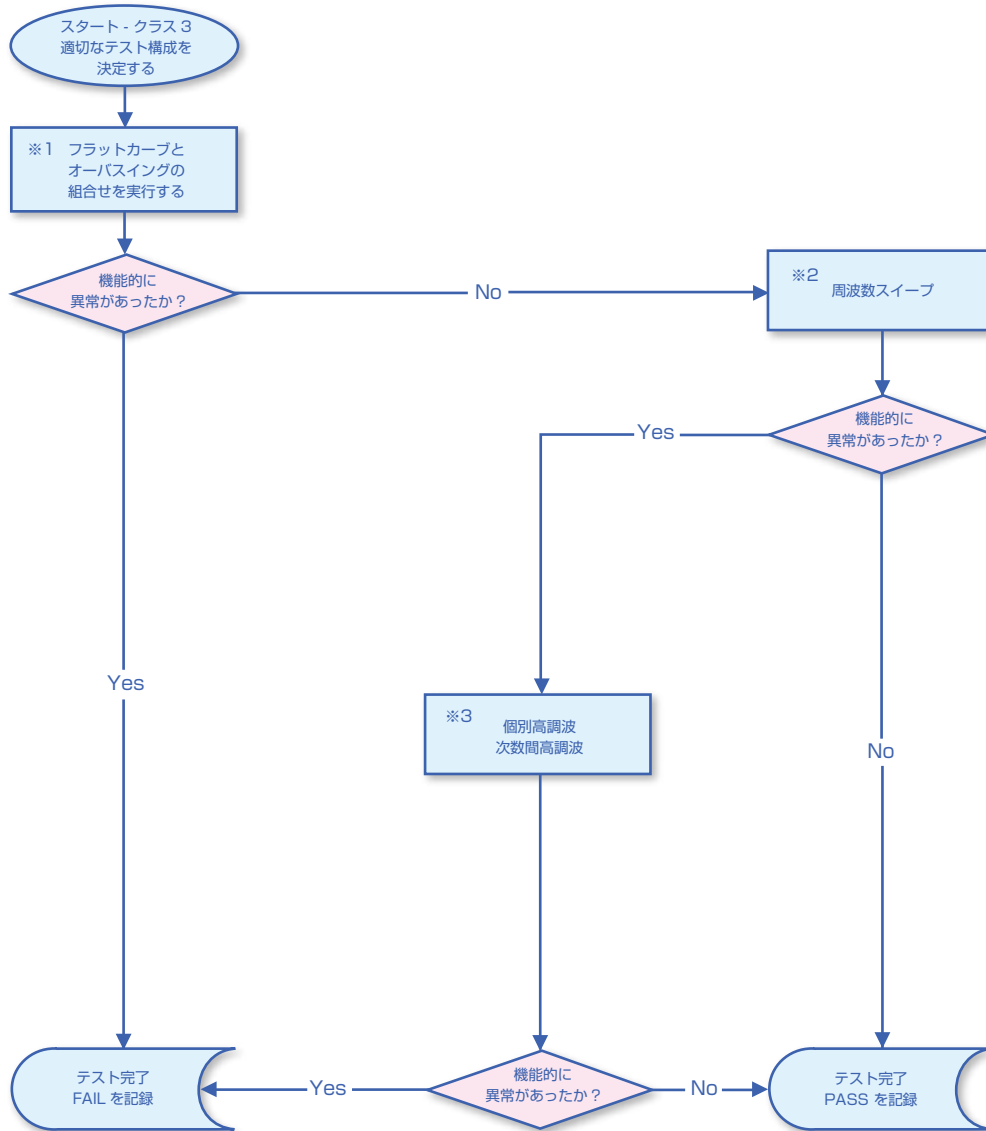 スタート - クラス 3
適切なテスト構成を
決定する
※1 フラットカーブと
オーバスイングの
組合せを実行する
機能的に
異常があったか？
No
※2
周波数スイープ
機能的に
異常があったか？
Yes
Yes
※3 個別高調波
次数間高調波
No
テスト完了
FAIL を記録
Yes
機能的に
異常があったか？
No
テスト完了
PASS を記録